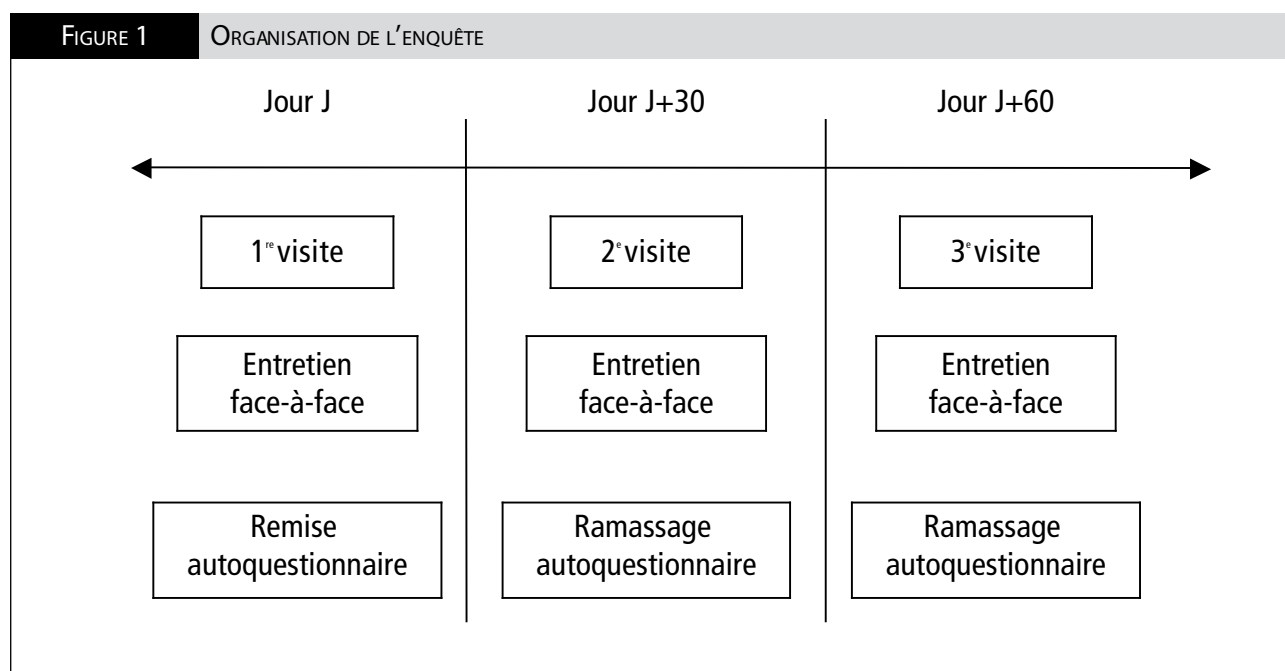 FIGURE 1 ORGANISATION DE L'ENQUÊTE
Jour J Jour J+30 Jour J+60
1re visite 2e visite 3e visite
Entretien
face-à-face
Entretien
face-à-face
Entretien
face-à-face
Remise
autoquestionnaire
Ramassage
autoquestionnaire
Ramassage
autoquestionnaire